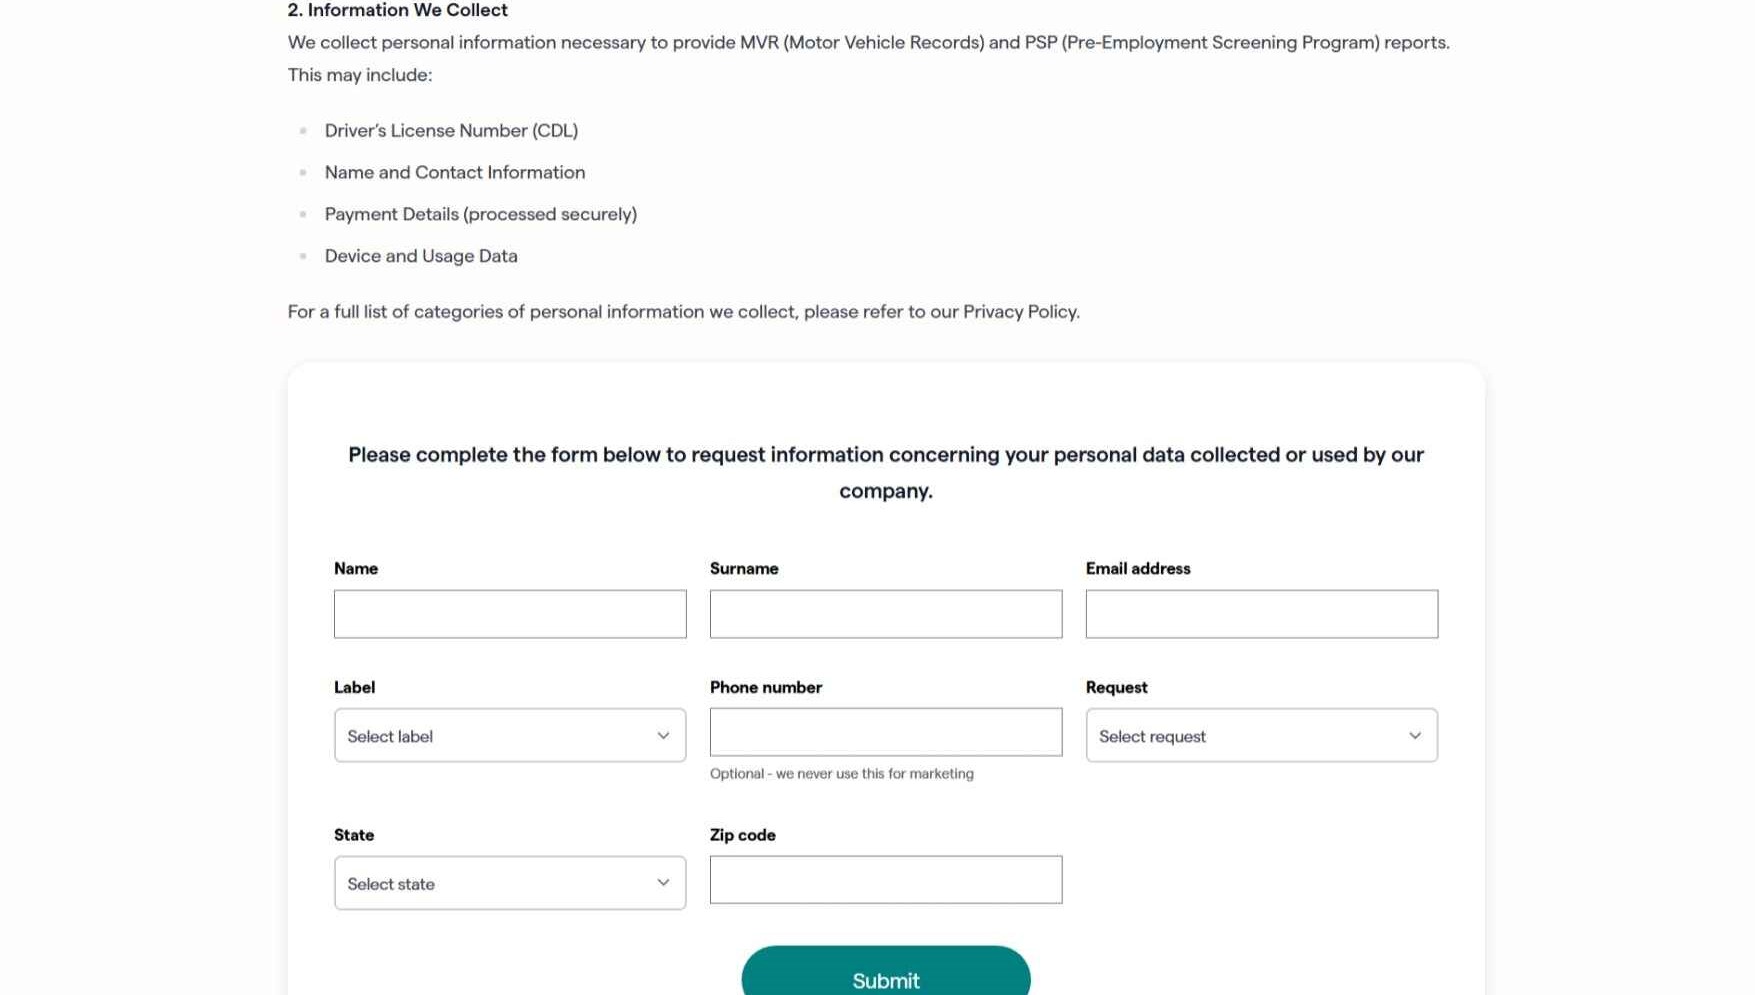 2. Information We Collect
We collect personal information necessary to provide MVR (Motor Vehicle Records) and PSP (Pre-Employment Screening Program) reports.
This may include:
Driver's License Number (CDL)
Name and Contact Information
Payment Details (processed securely)
Device and Usage Data
For a full list of categories of personal information we collect, please refer to our Privacy Policy.
Please complete the form below to request information concerning your personal data collected or used by our
company.
Name Surname Email address
Label Phone number Request
Select label Select request
Optional - we never use this for marketing
State Zip code
Select state
Submit